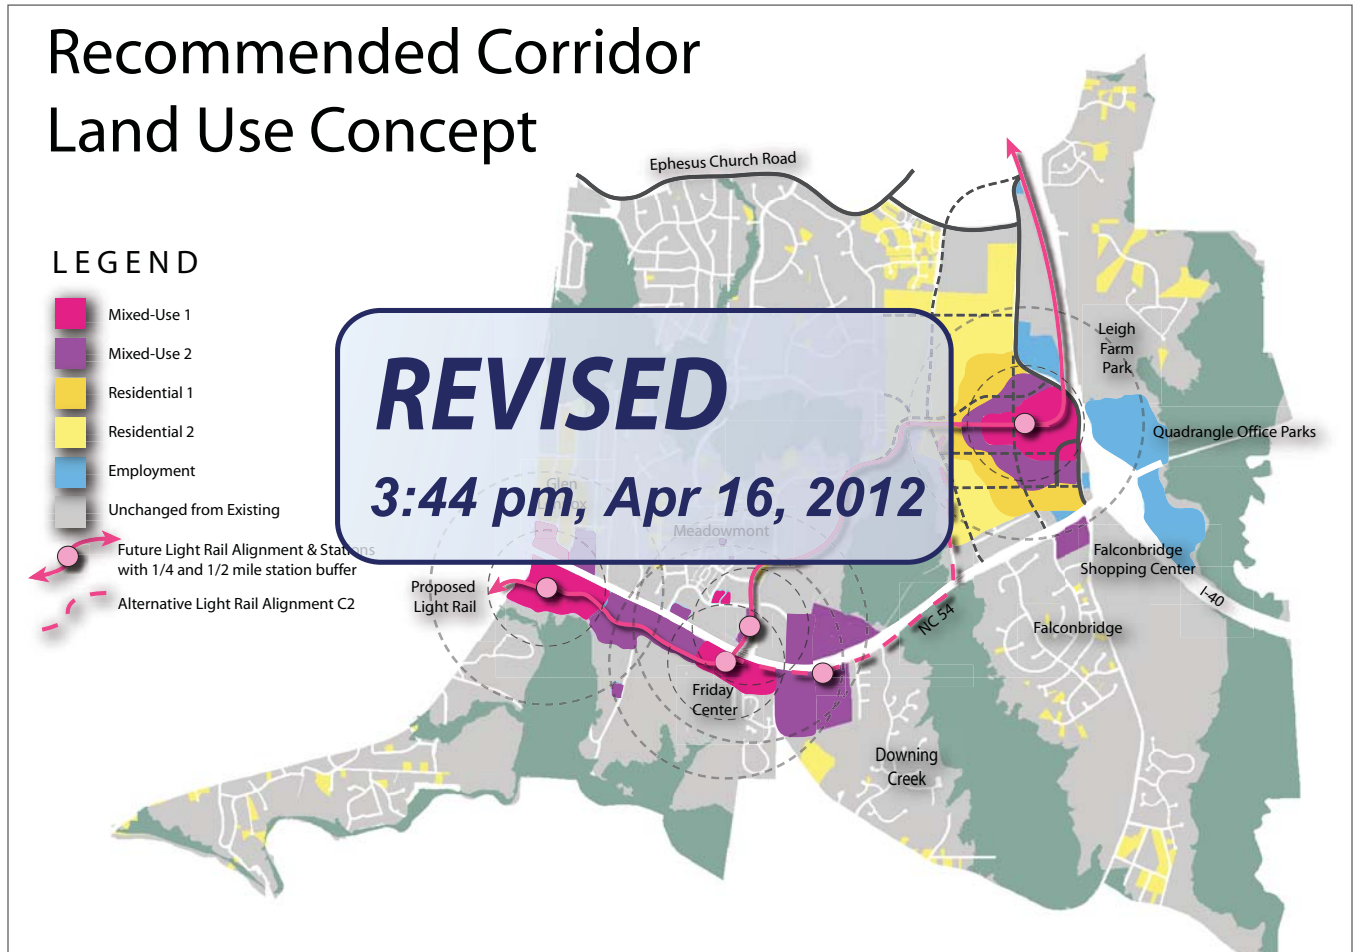 Recommended Corridor
Land Use Concept
Ephesus Church Road
LEGEND
Mixed-Use 1
Mixed-Use 2
Residential 1
Residential 2
Employment
Unchanged from Existing
Future Light Rail Alignment & Stations
with 1/4 and 1/2 mile station buffer
Alternative Light Rail Alignment C2
REVISED
3:44 pm, Apr 16, 2012
Glen
Meadowmont
Leigh
Farm
Park
Quadrangle Office Parks
Falconbridge
Shopping Center
I-40
NC 54
Falconbridge
Proposed
Light Rail
Friday
Center
Downing
Creek